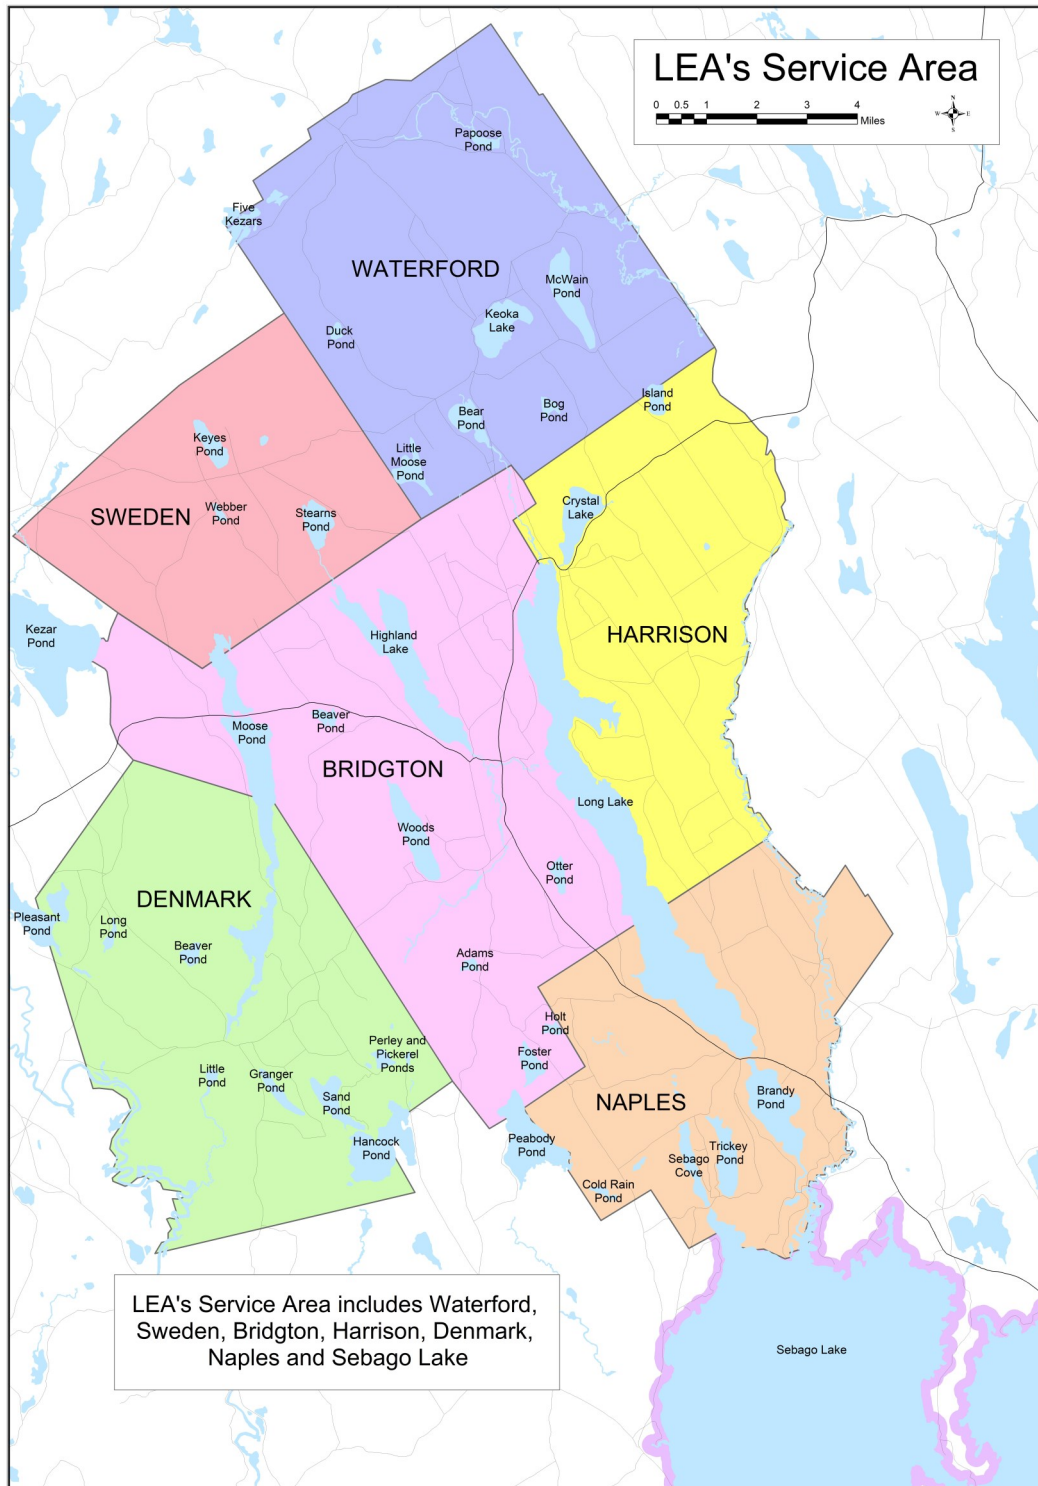 LEA's Service Area
0 0.5 1 2 3 4
Miles
N
W E
S
Papoose
Pond
Five
Kezars
WATERFORD
McWain
Pond
Keoka
Lake
Duck
Pond
Island
Pond
Bog
Pond
Bear
Pond
Little
Moose
Pond
Keyes
Pond
Webber
Pond
SWEDEN
Stearns
Pond
Crystal
Lake
Kezar
Pond
Highland
Lake
HARRISON
Moose
Pond
Beaver
Pond
BRIDGTON
Long Lake
Woods
Pond
Otter
Pond
DENMARK
Pleasant
Pond
Long
Pond
Beaver
Pond
Adams
Pond
Holt
Pond
Foster
Pond
Perley and
Pickerel
Ponds
Little
Pond
Granger
Pond
Sand
Pond
Hancock
Pond
Peabody
Pond
NAPLES
Brandy
Pond
Trickey
Pond
Sebago
Cove
Cold Rain
Pond
LEA's Service Area includes Waterford,
Sweden, Bridgton, Harrison, Denmark,
Naples and Sebago Lake
Sebago Lake